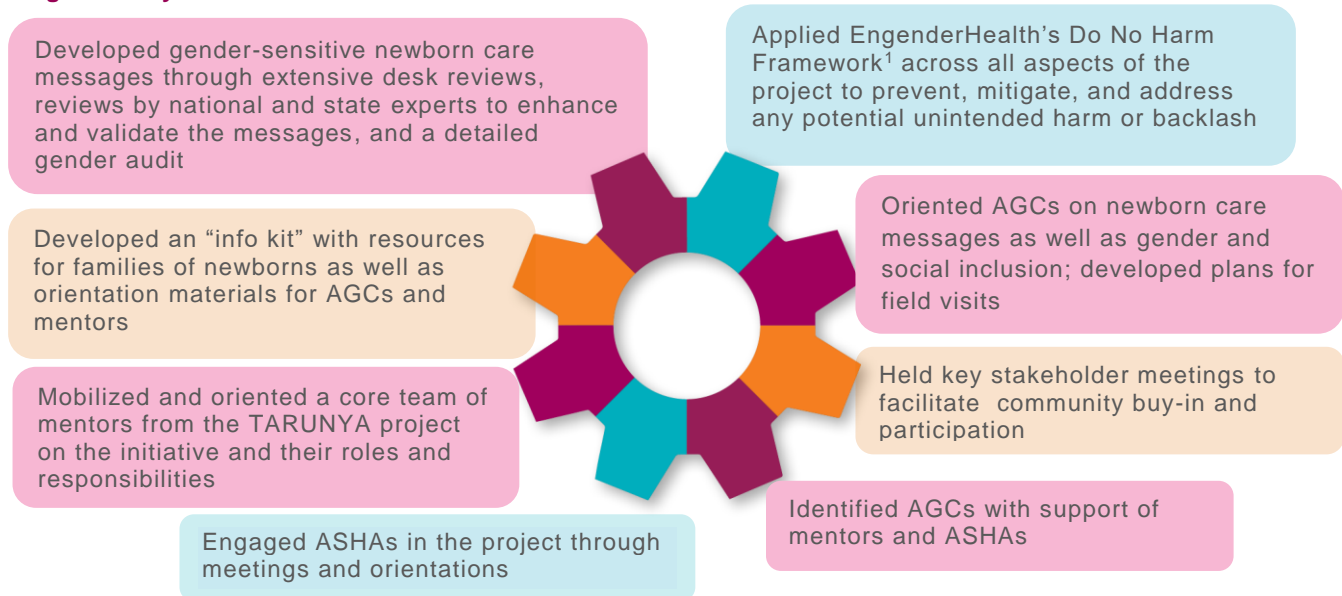 Developed gender-sensitive newborn care
messages through extensive desk reviews,
reviews by national and state experts to enhance
and validate the messages, and a detailed
gender audit
Applied EngenderHealth's Do No Harm
Framework¹ across all aspects of the
project to prevent, mitigate, and address
any potential unintended harm or backlash
Developed an “info kit” with resources
for families of newborns as well as
orientation materials for AGCs and
mentors
Oriented AGCs on newborn care
messages as well as gender and
social inclusion; developed plans for
field visits
Mobilized and oriented a core team of
mentors from the TARUNYA project
on the initiative and their roles and
responsibilities
Held key stakeholder meetings to
facilitate community buy-in and
participation
Engaged ASHAs in the project through
meetings and orientations
Identified AGCs with support of
mentors and ASHAs